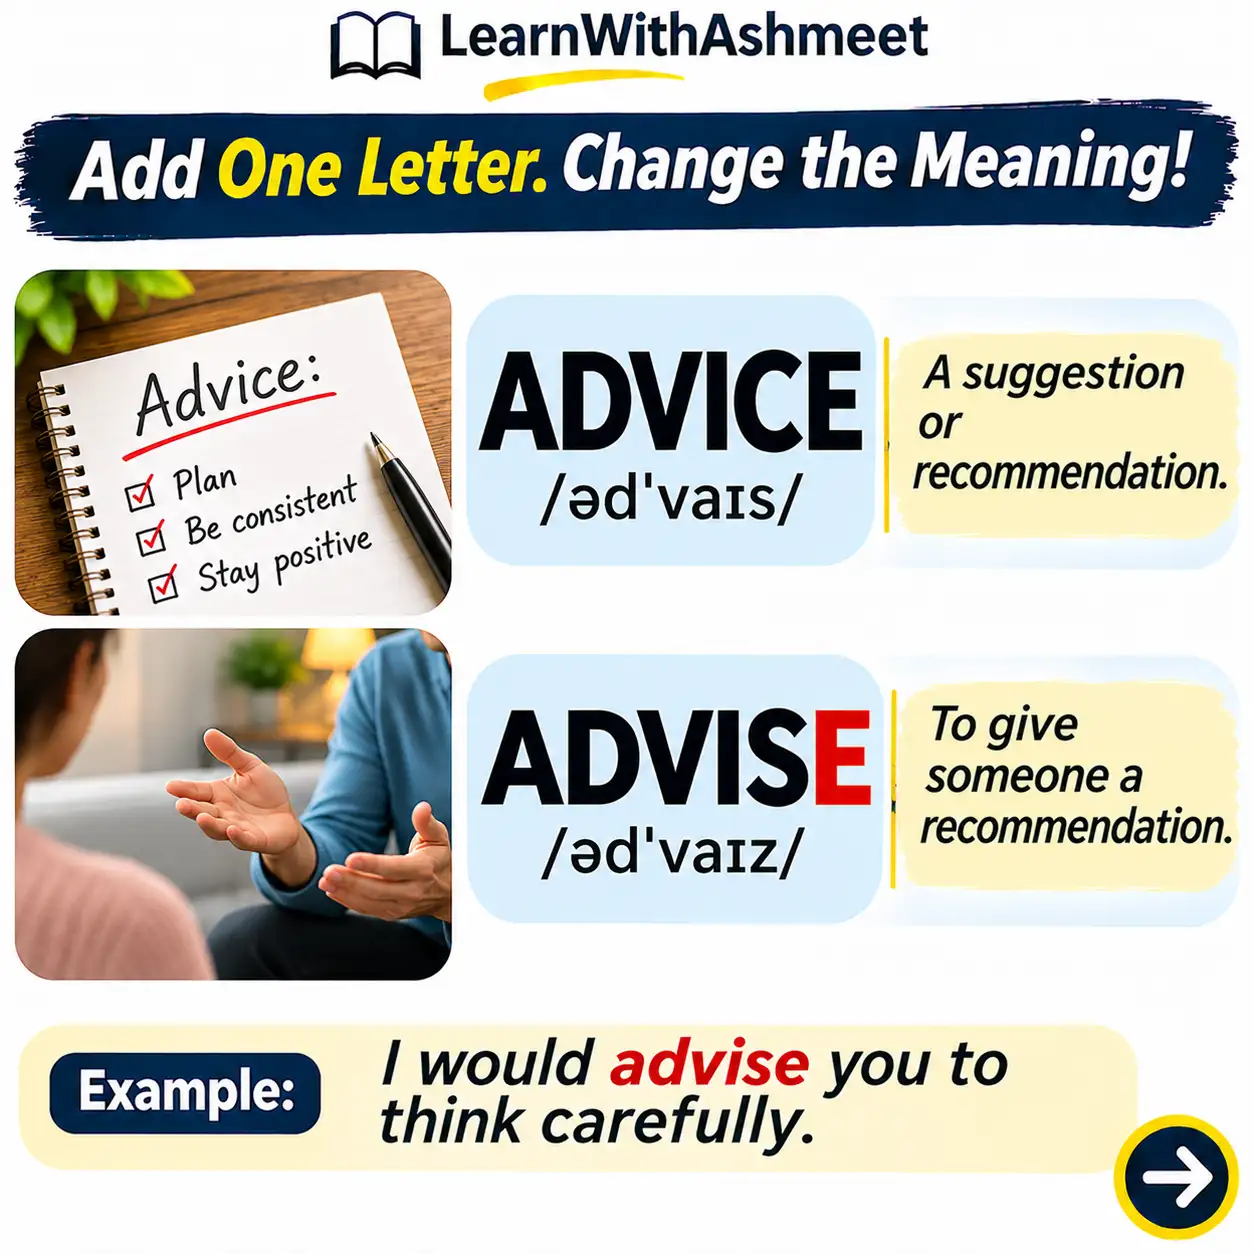 LearnWithAshmeet
Add One Letter. Change the Meaning!
Advice:
Plan
Be consistent
Stay positive
ADVICE
/əd'vaɪs/
A suggestion
or
recommendation.
ADVISE
/əd'vaɪz/
To give
someone a
recommendation.
Example:
I would advise you to
think carefully.